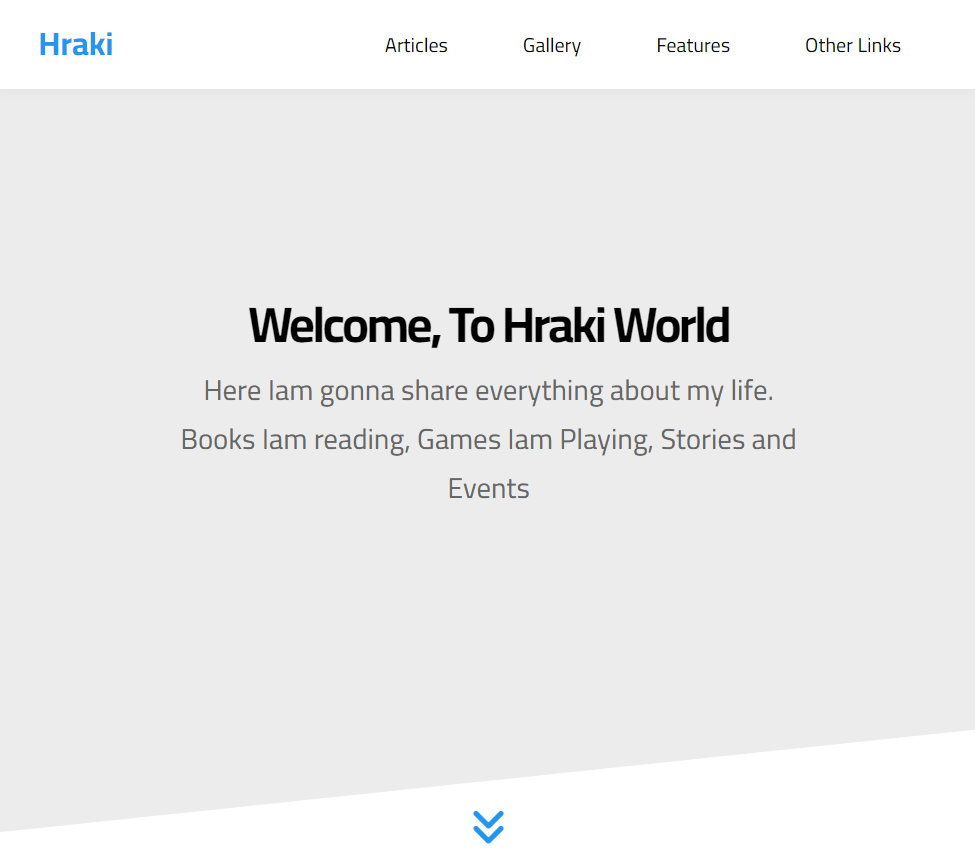 Hraki
Articles
Gallery
Features
Other Links
Welcome, To Hraki World
Here Iam gonna share everything about my life.
Books Iam reading, Games Iam Playing, Stories and
Events